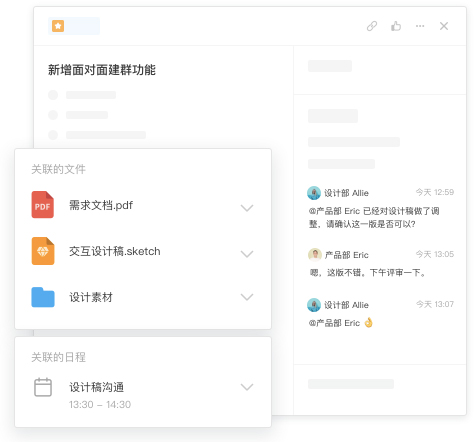 新增面对面建群功能
关联的文件
PDF
需求文档.pdf
交互设计稿.sketch
设计素材
关联的日程
设计稿沟通
13:30 – 14:30
设计部 Allie 今天 12:59
@产品部 Eric 已经对设计稿做了调
整，请确认这一版是否可以?
产品部 Eric 今天 13:05
嗯，这版不错，下午评审一下。
设计部 Allie 今天 13:07
@产品部 Eric 👌